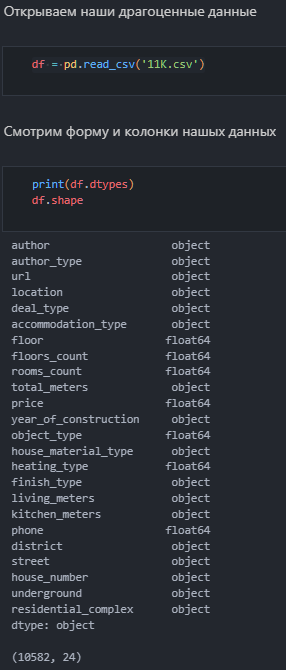 Открываем наши драгоценные данные
df = pd.read_csv('11K.csv')
Смотрим форму и колонки нашых данных
print(df.dtypes)
df.shape
author object
author_type object
url object
location object
deal_type object
accommodation_type object
floor float64
floors_count float64
rooms_count float64
total_meters object
price float64
year_of_construction object
object_type float64
house_material_type object
heating_type float64
finish_type object
living_meters object
kitchen_meters object
phone float64
district object
street object
house_number object
underground object
residential_complex object
dtype: object
(10582, 24)